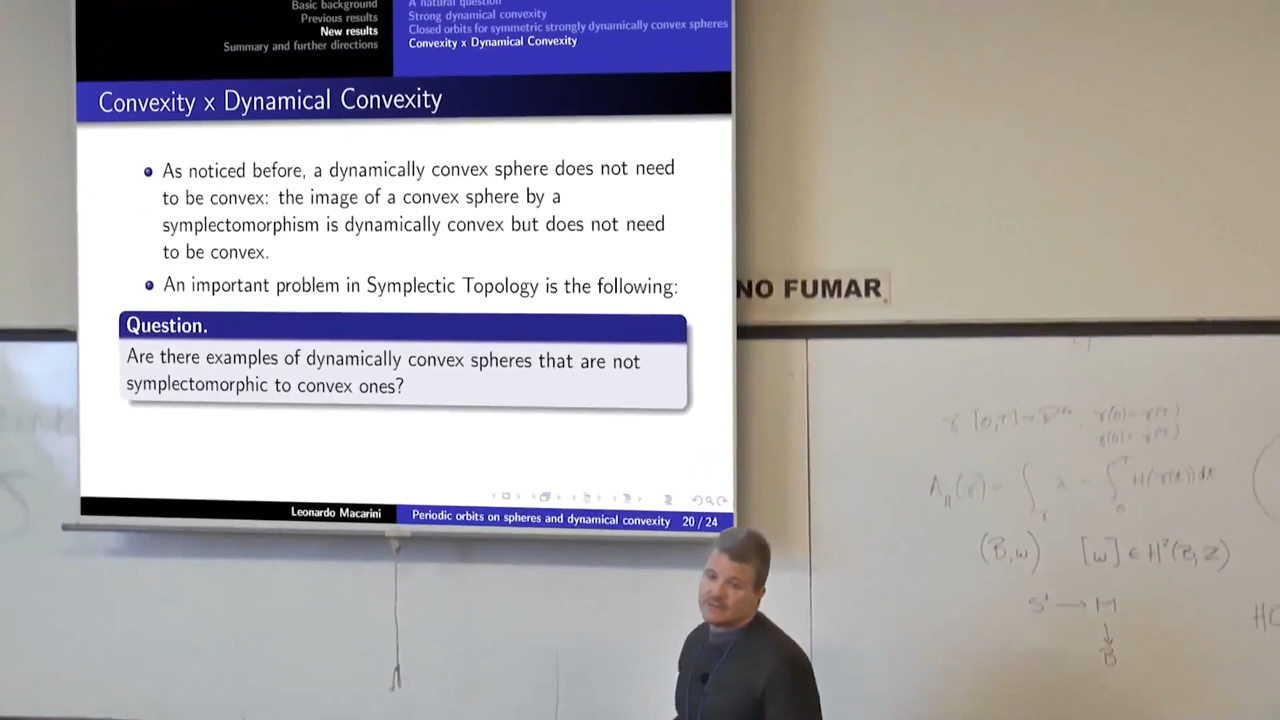 Basic background
Previous results
New results
Summary and further directions
A natural question
Strong dynamical convexity
Closed orbits for symmetric strongly dynamically convex spheres
Convexity x Dynamical Convexity
Convexity x Dynamical Convexity
As noticed before, a dynamically convex sphere does not need
to be convex: the image of a convex sphere by a
symplectomorphism is dynamically convex but does not need
to be convex.
An important problem in Symplectic Topology is the following:
Question.
Are there examples of dynamically convex spheres that are not
symplectomorphic to convex ones?
Leonardo Macarini
Periodic orbits on spheres and dynamical convexity 20 / 24
NO FUMAR
(B,ω) [ω] ∈ H²(B,Z)
S¹ → M
↓
B